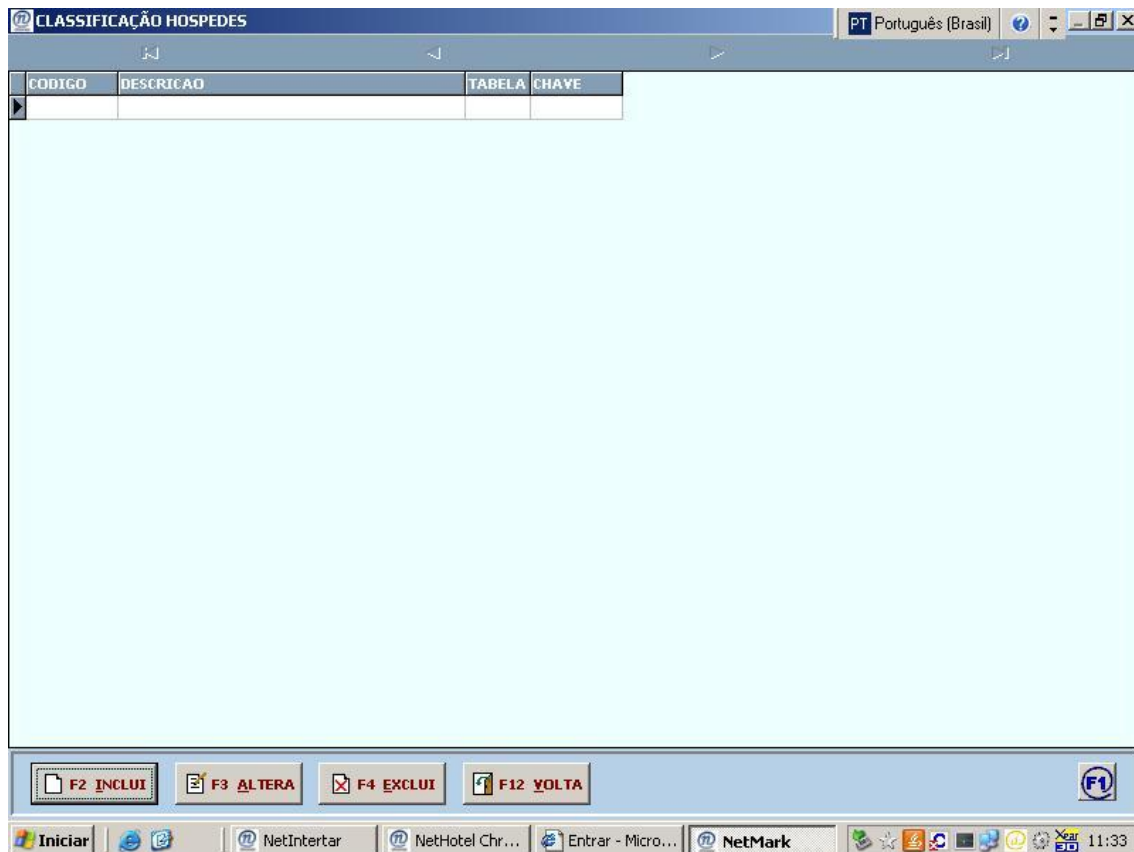 CLASSIFICAÇÃO HOSPEDES
PT Português (Brasil)
CODIGO DESCRICAO TABELA CHAVE
F2 INCLUI F3 ALTERA F4 EXCLUI F12 VOLTA F1
Iniciar NetIntertar NetHotel Chr... Entrar - Micro... NetMark 11:33